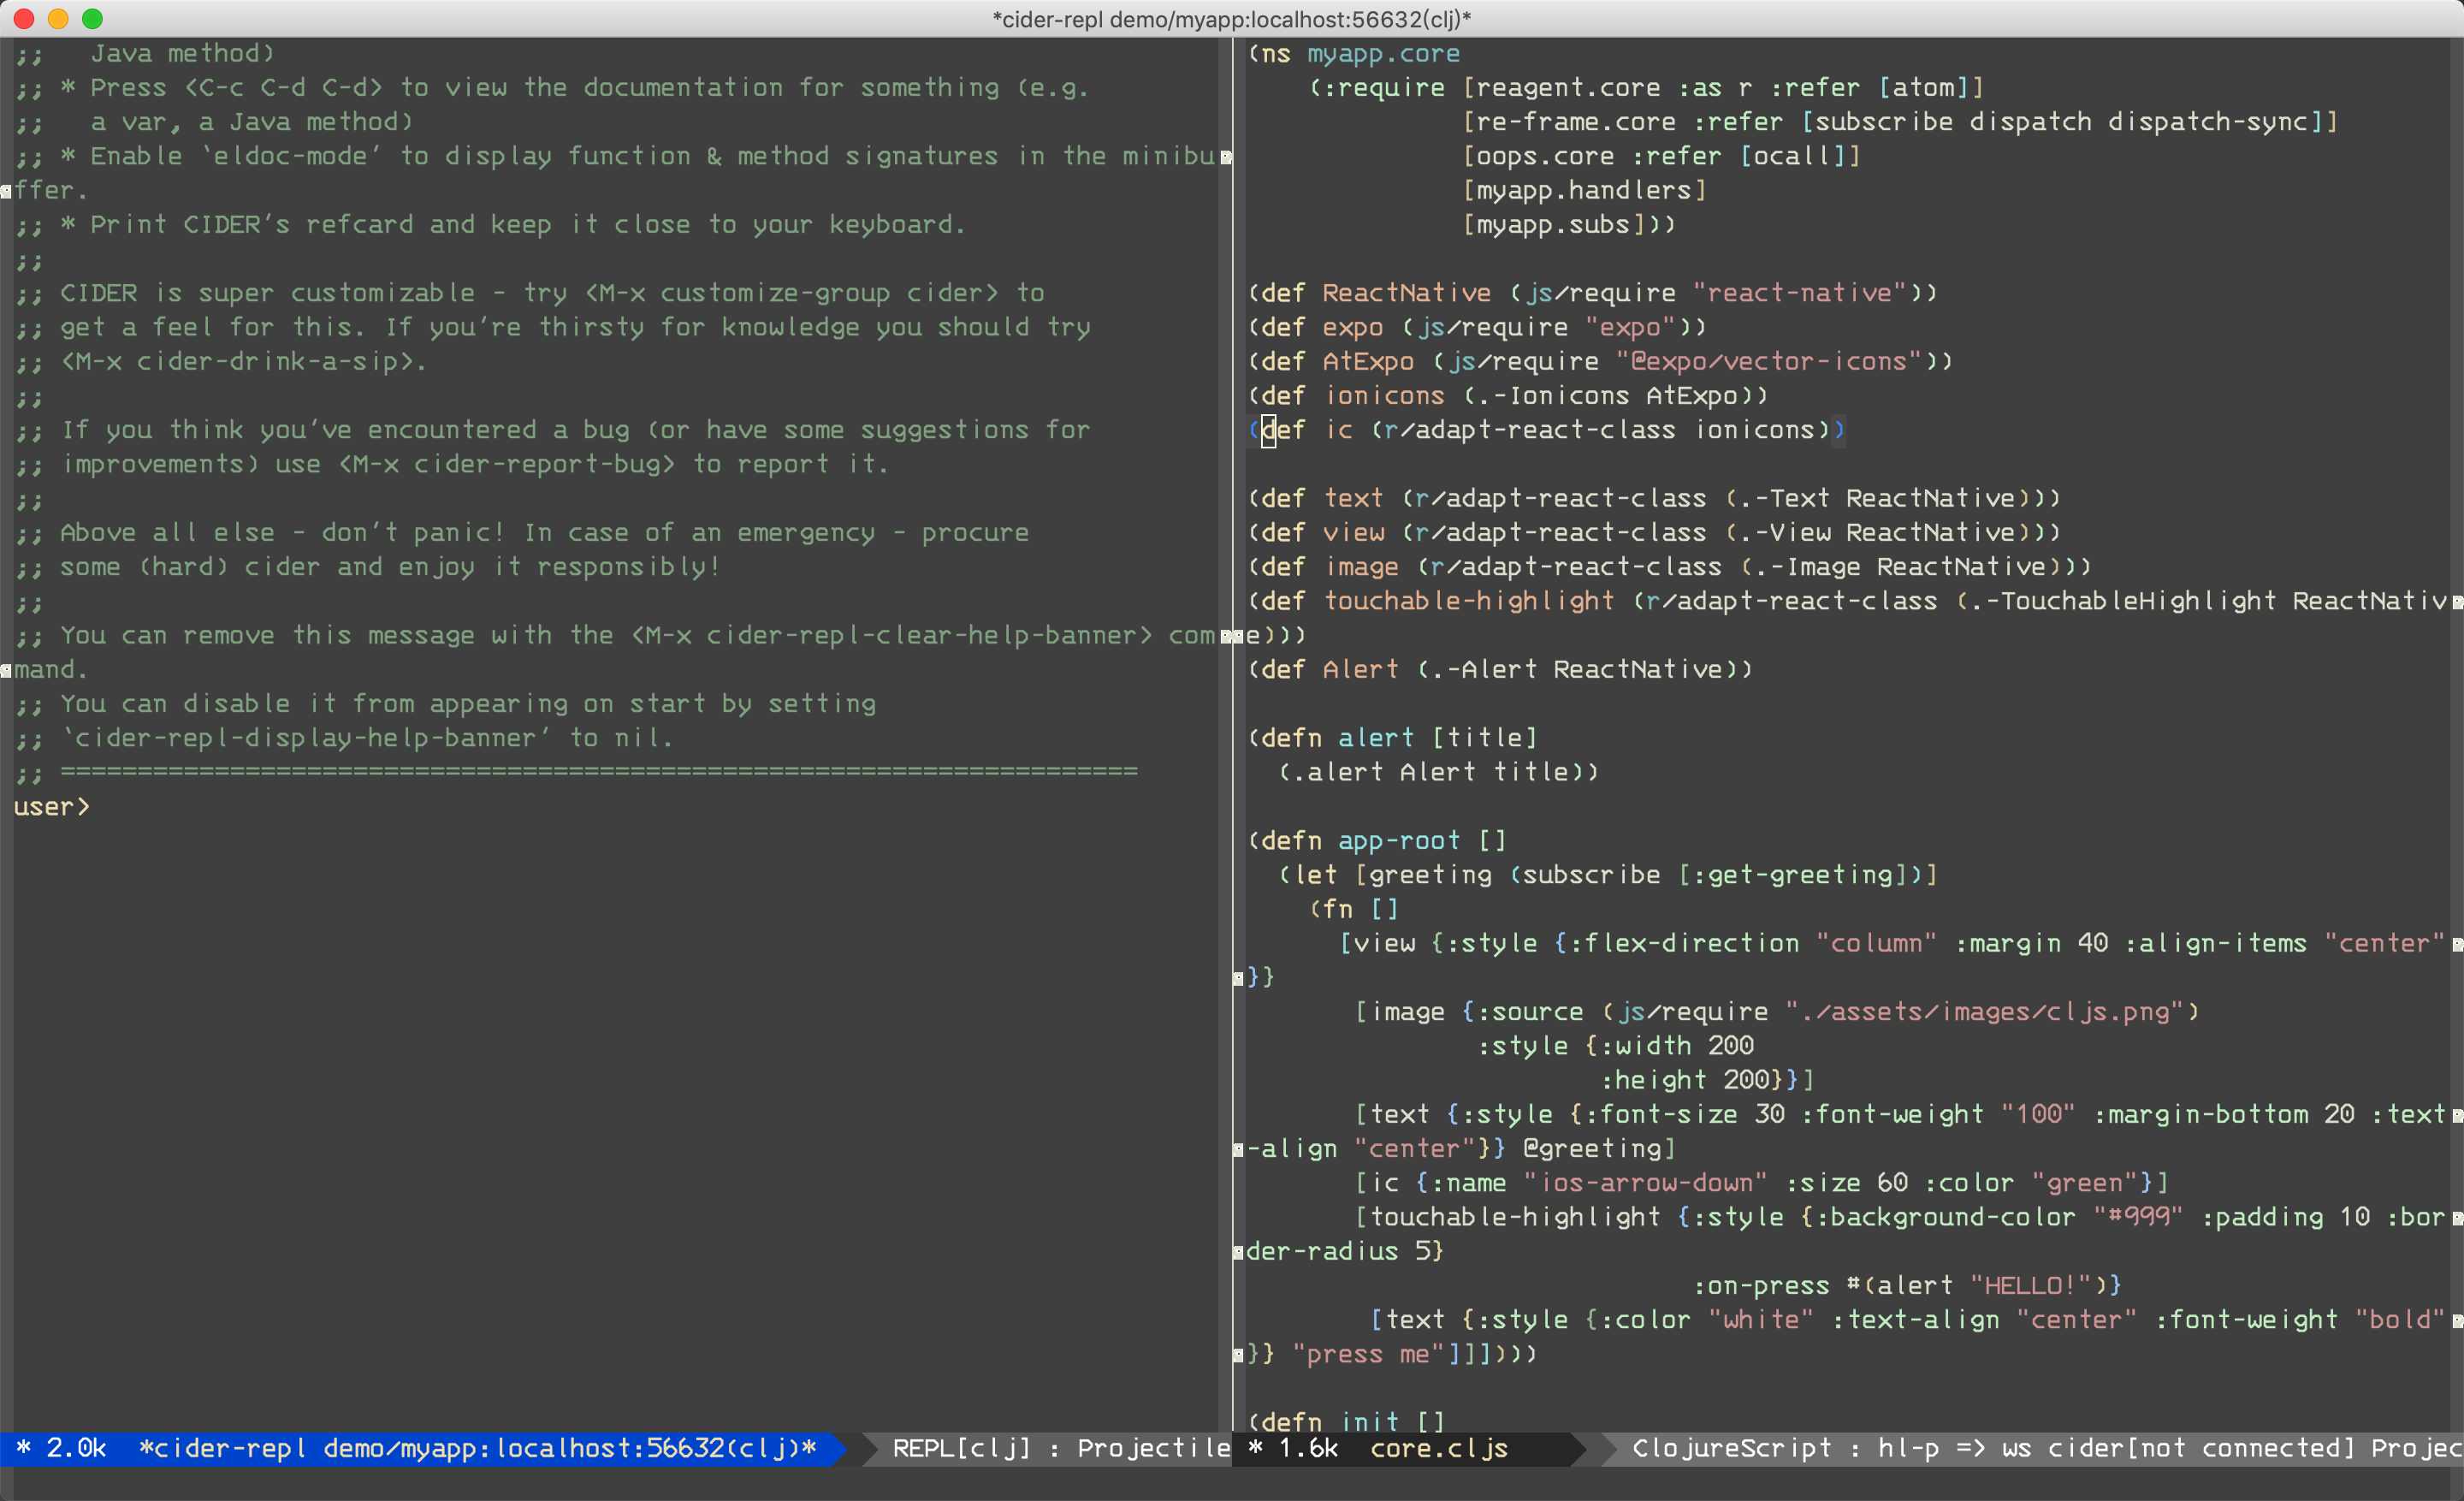 *cider-repl demo/myapp:localhost:56632(clj)*
;;   Java method)
;; * Press <C-c C-d C-d> to view the documentation for something (e.g.
;;   a var, a Java method)
;; * Enable `eldoc-mode' to display function & method signatures in the minibu
ffer.
;; * Print CIDER's refcard and keep it close to your keyboard.
;;
;; CIDER is super customizable - try <M-x customize-group cider> to
;; get a feel for this. If you're thirsty for knowledge you should try
;; <M-x cider-drink-a-sip>.
;;
;; If you think you've encountered a bug (or have some suggestions for
;; improvements) use <M-x cider-report-bug> to report it.
;;
;; Above all else - don't panic! In case of an emergency - procure
;; some (hard) cider and enjoy it responsibly!
;;
;; You can remove this message with the <M-x cider-repl-clear-help-banner> com
mand.
;; You can disable it from appearing on start by setting
;; `cider-repl-display-help-banner' to nil.
;; ======================================================================
user>
* 2.0k  *cider-repl demo/myapp:localhost:56632(clj)*  REPL[clj] : Projectile
(ns myapp.core
    (:require [reagent.core :as r :refer [atom]]
              [re-frame.core :refer [subscribe dispatch dispatch-sync]]
              [oops.core :refer [ocall]]
              [myapp.handlers]
              [myapp.subs]))

(def ReactNative (js/require "react-native"))
(def expo (js/require "expo"))
(def AtExpo (js/require "@expo/vector-icons"))
(def ionicons (.-Ionicons AtExpo))
(def ic (r/adapt-react-class ionicons))

(def text (r/adapt-react-class (.-Text ReactNative)))
(def view (r/adapt-react-class (.-View ReactNative)))
(def image (r/adapt-react-class (.-Image ReactNative)))
(def touchable-highlight (r/adapt-react-class (.-TouchableHighlight ReactNativ
e)))
(def Alert (.-Alert ReactNative))

(defn alert [title]
  (.alert Alert title))

(defn app-root []
  (let [greeting (subscribe [:get-greeting])]
    (fn []
      [view {:style {:flex-direction "column" :margin 40 :align-items "center"
}}
       [image {:source (js/require "./assets/images/cljs.png")
               :style {:width 200
                       :height 200}}]
       [text {:style {:font-size 30 :font-weight "100" :margin-bottom 20 :text
-align "center"}} @greeting]
       [ic {:name "ios-arrow-down" :size 60 :color "green"}]
       [touchable-highlight {:style {:background-color "#999" :padding 10 :bor
der-radius 5}
                             :on-press #(alert "HELLO!")}
        [text {:style {:color "white" :text-align "center" :font-weight "bold"
}} "press me"]]])))

(defn init []
* 1.6k  core.cljs  ClojureScript : hl-p => ws cider[not connected] Projec